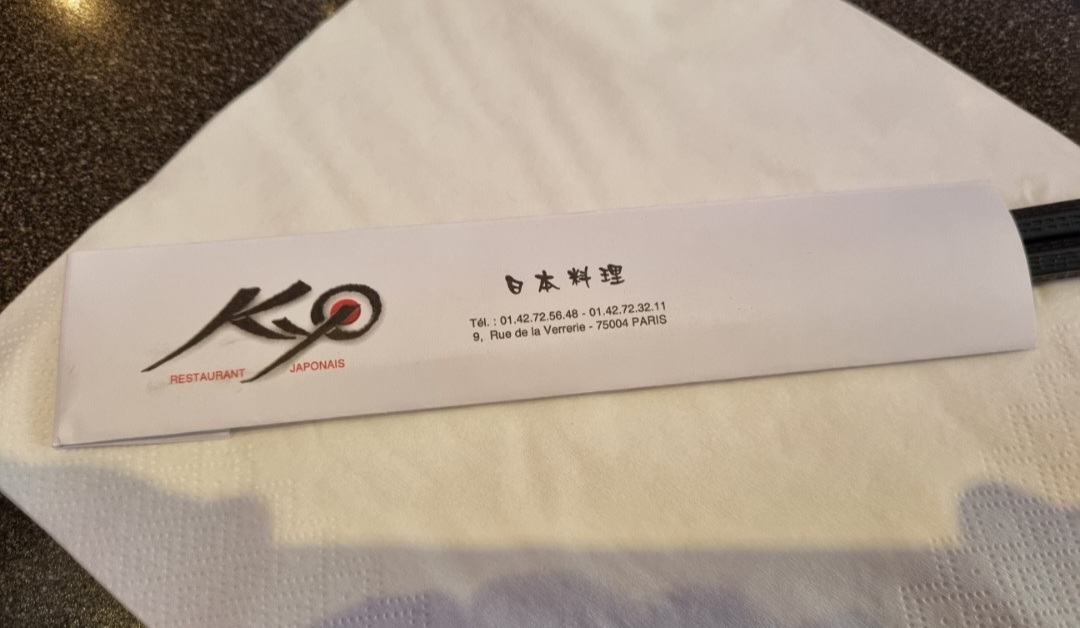 Kyo
RESTAURANT JAPONAIS
日本料理
Tél. : 01.42.72.56.48 - 01.42.72.32.11
9, Rue de la Verrerie - 75004 PARIS